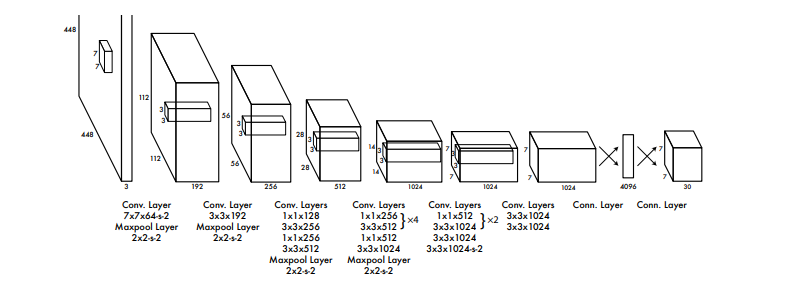 448
7
7
448
3
112
3
3
112
192
56
3
3
56
256
28
3
3
28
512
14
3
3
14
1024
7
3
3
7
1024
7
7
1024
4096
7
7
30
Conv. Layer
7x7x64-s-2
Maxpool Layer
2x2-s-2
Conv. Layer
3x3x192
Maxpool Layer
2x2-s-2
Conv. Layers
1x1x128
3x3x256
1x1x256
3x3x512
Maxpool Layer
2x2-s-2
Conv. Layers
1x1x256
3x3x512
}×4
1x1x512
3x3x1024
Maxpool Layer
2x2-s-2
Conv. Layers
1x1x512
3x3x1024
}×2
3x3x1024
3x3x1024-s-2
Conv. Layers
3x3x1024
3x3x1024
Conn. Layer
Conn. Layer